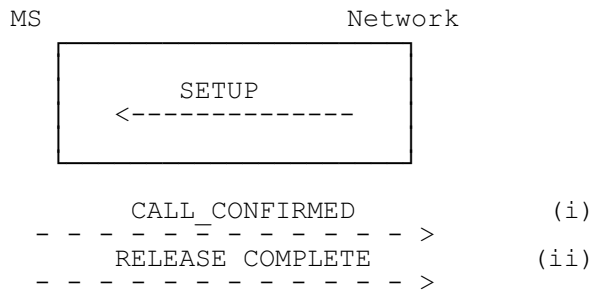 MS Network
SETUP
<--------------
CALL_CONFIRMED (i)
- - - - - - - - - - - - >
RELEASE COMPLETE (ii)
- - - - - - - - - - - - >